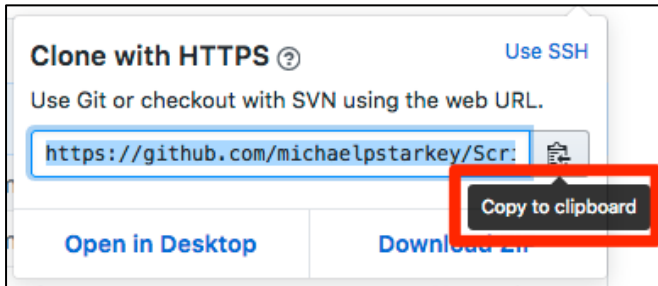 Clone with HTTPS ?
Use SSH
Use Git or checkout with SVN using the web URL.
https://github.com/michaelpstarkey/Scri
Copy to clipboard
Open in Desktop